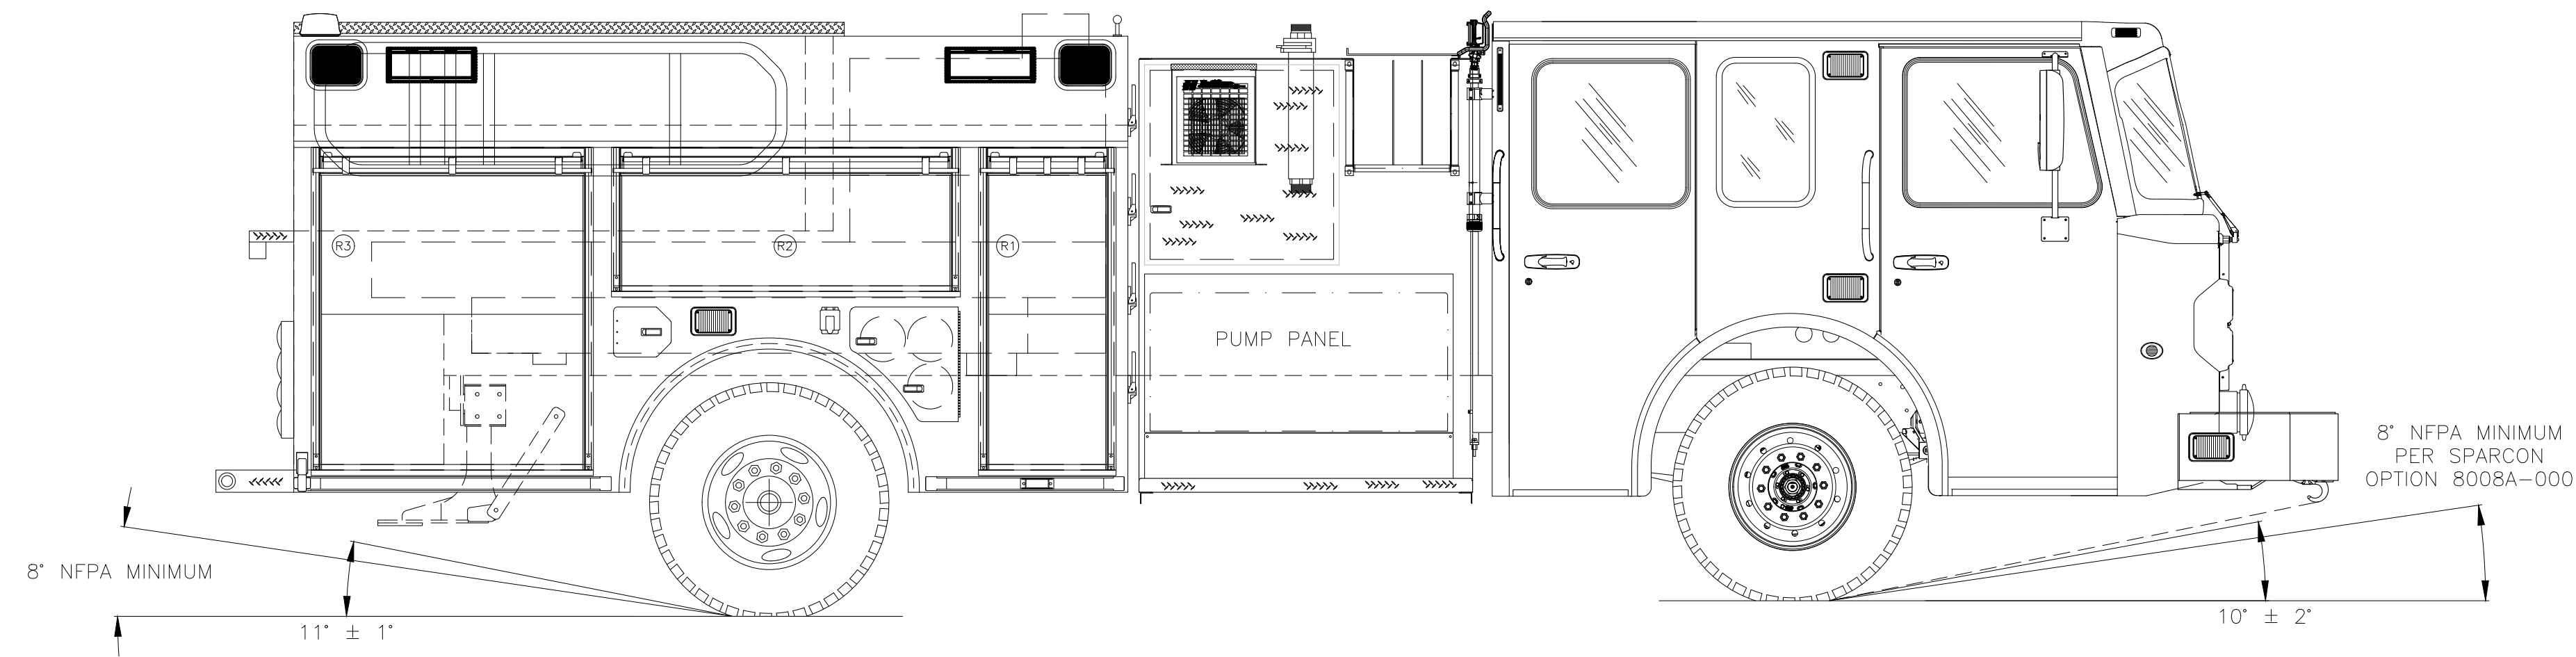 R3
R2
R1
PUMP PANEL
8° NFPA MINIMUM
PER SPARCON
OPTION 8008A-000
8° NFPA MINIMUM
11° ± 1°
10° ± 2°